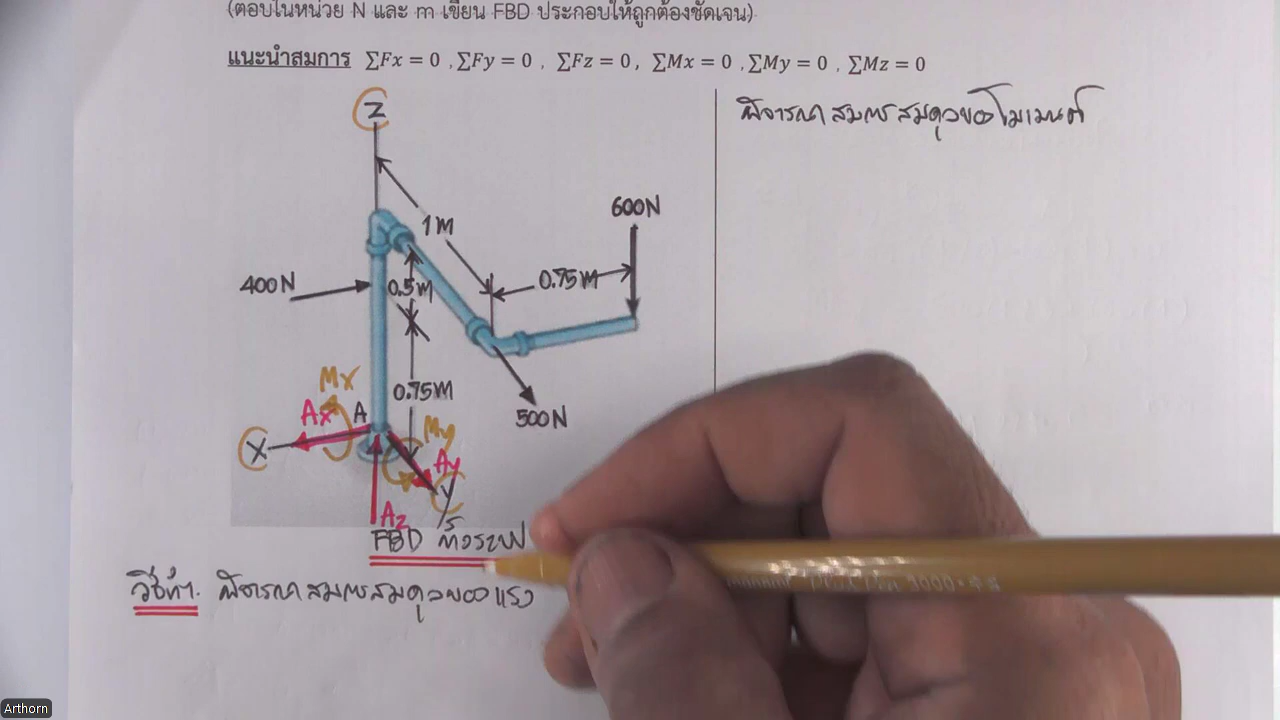 (ตอบในหน่วย N และ m เขียน FBD ประกอบให้ถูกต้องชัดเจน)
แนะนำสมการ ∑Fx = 0 , ∑Fy = 0 , ∑Fz = 0, ∑Mx = 0 , ∑My = 0 , ∑Mz = 0
Z
พิจารณาสมการสมดุลของโมเมนต์
1M
600N
400N
0.5M
0.75M
0.75M
500N
Mx
Ax
A
My
Ay
X
Y
Az
FBD ทั้งระบบ
วิธีทำ. พิจารณาสมการสมดุลของแรง
Arthorn